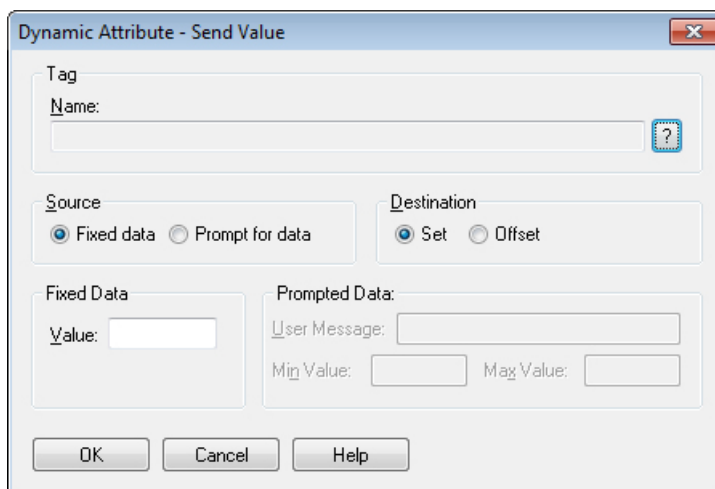 Dynamic Attribute - Send Value
Tag
Name:
?
Source
Fixed data Prompt for data
Destination
Set Offset
Fixed Data
Value:
Prompted Data:
User Message:
Min Value: Max Value:
OK Cancel Help